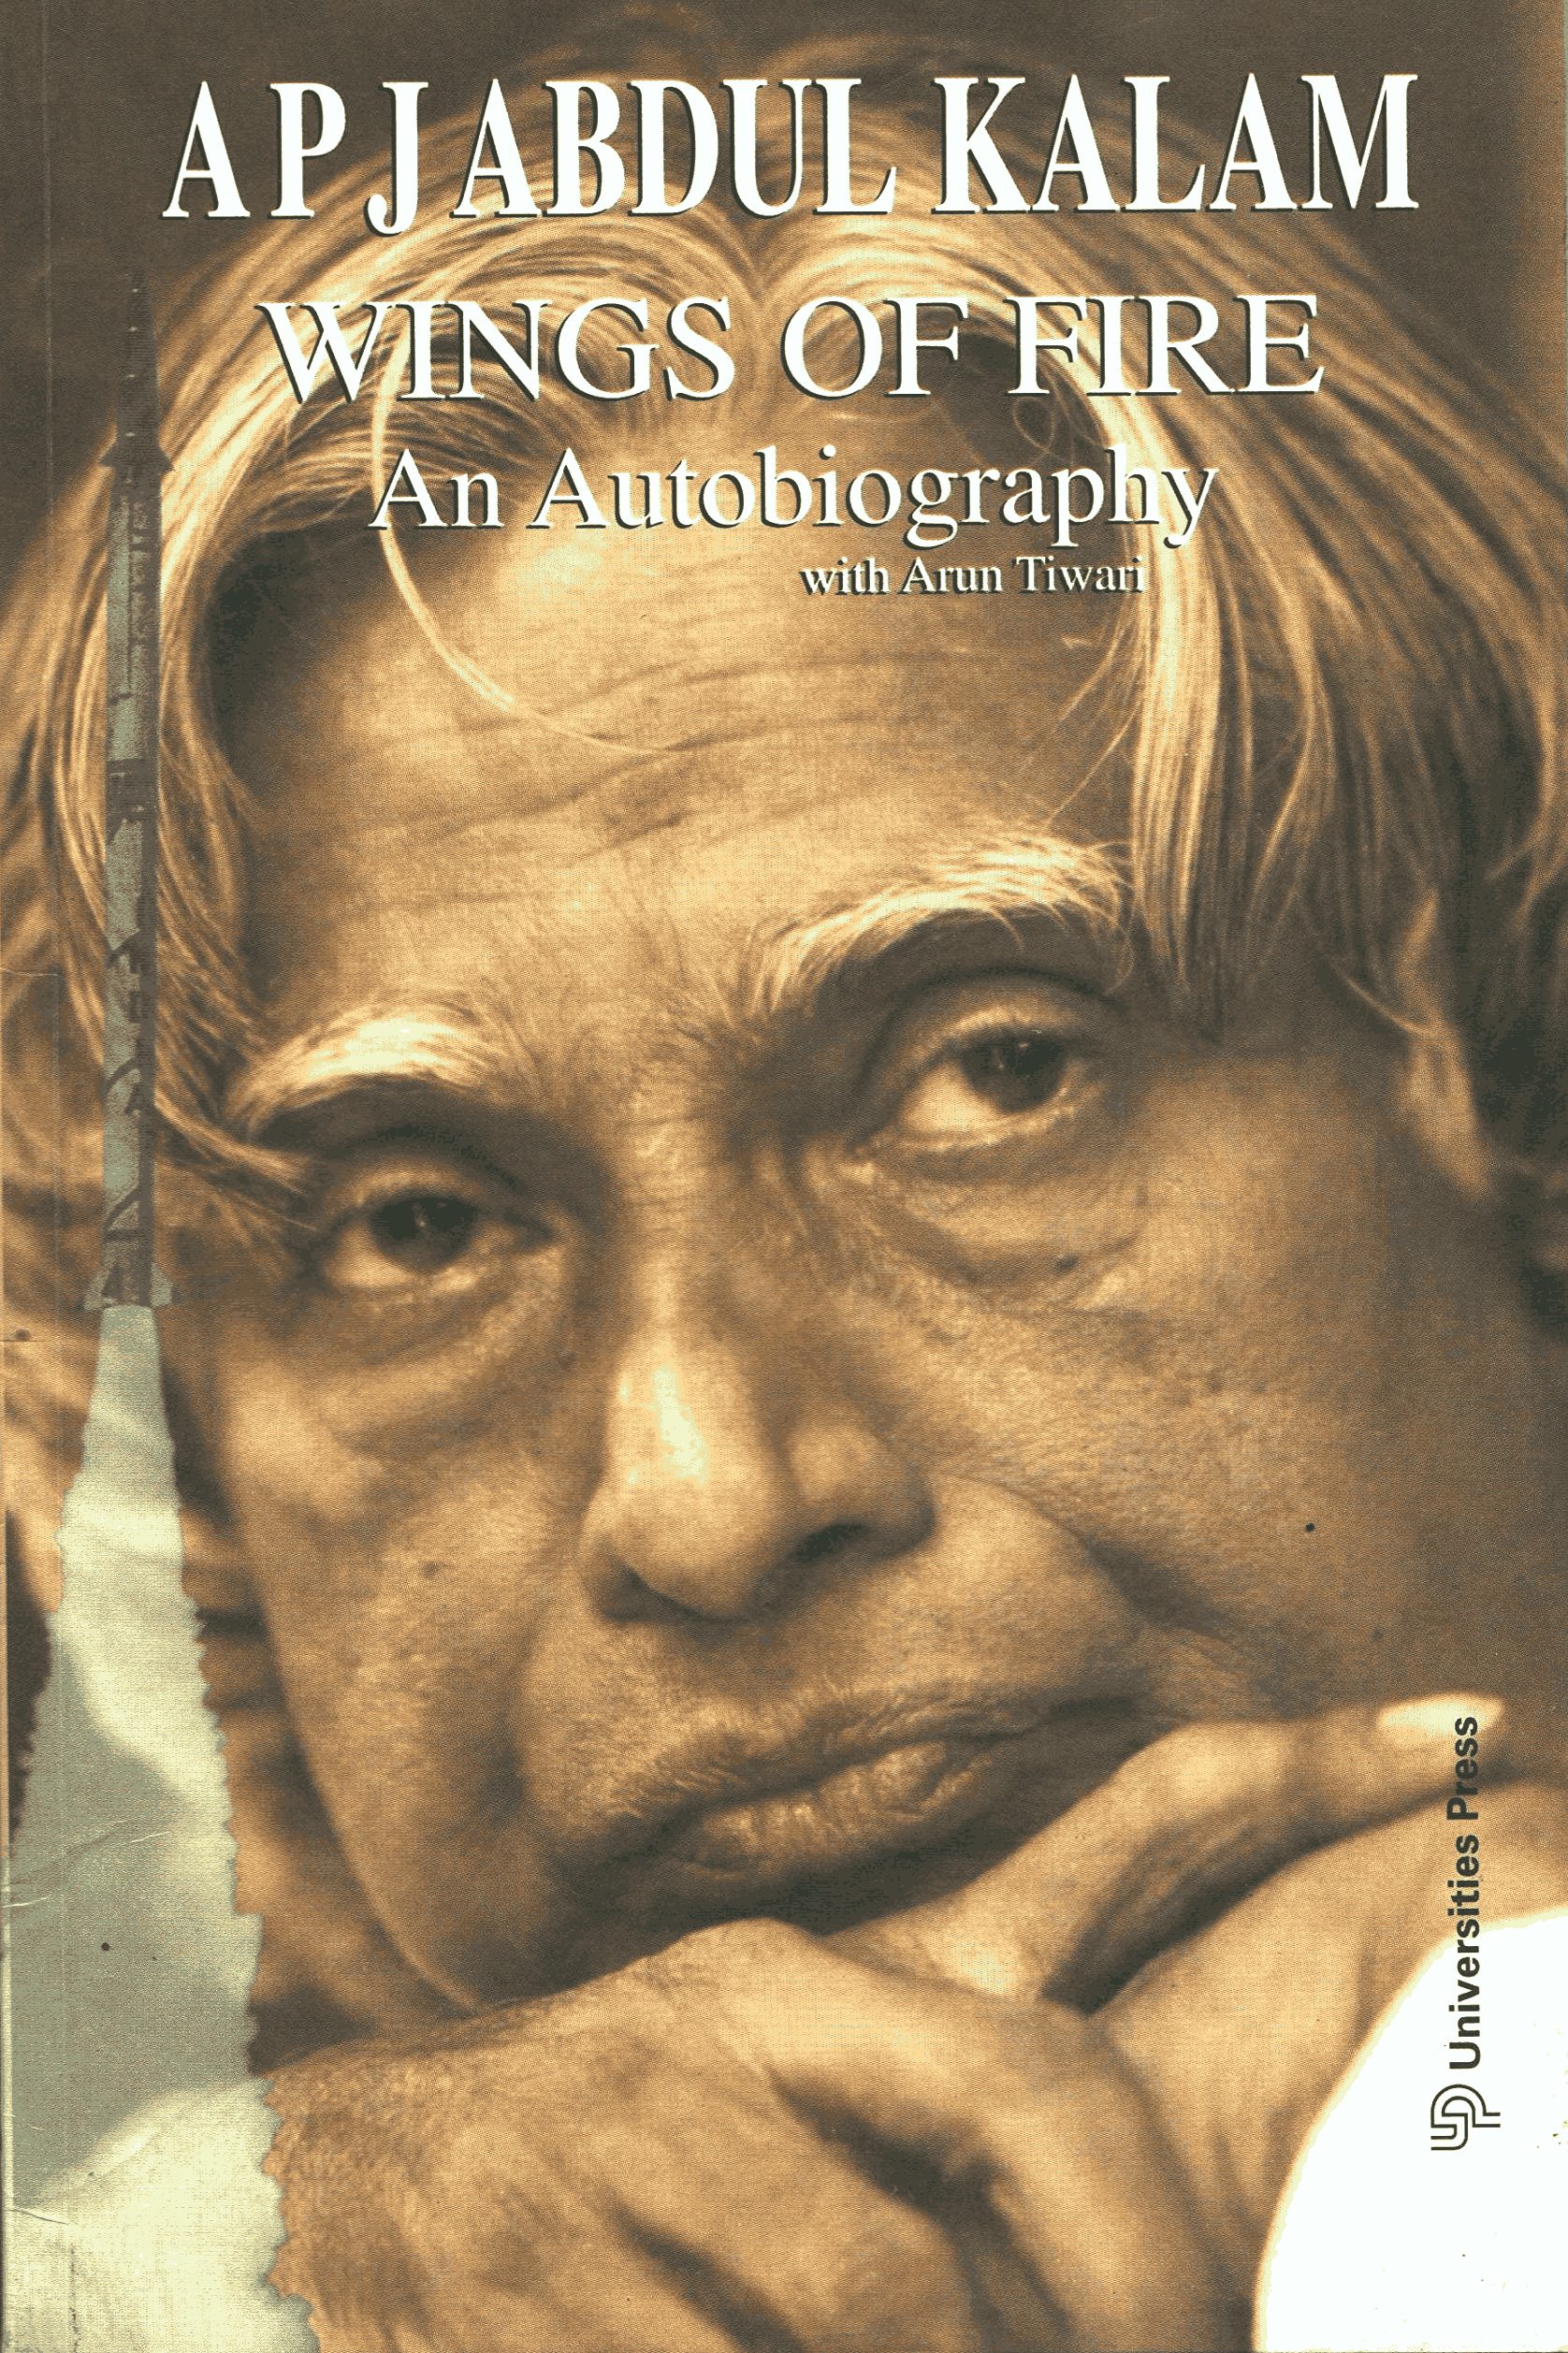 A P J ABDUL KALAM
WINGS OF FIRE
An Autobiography
with Arun Tiwari
Universities Press